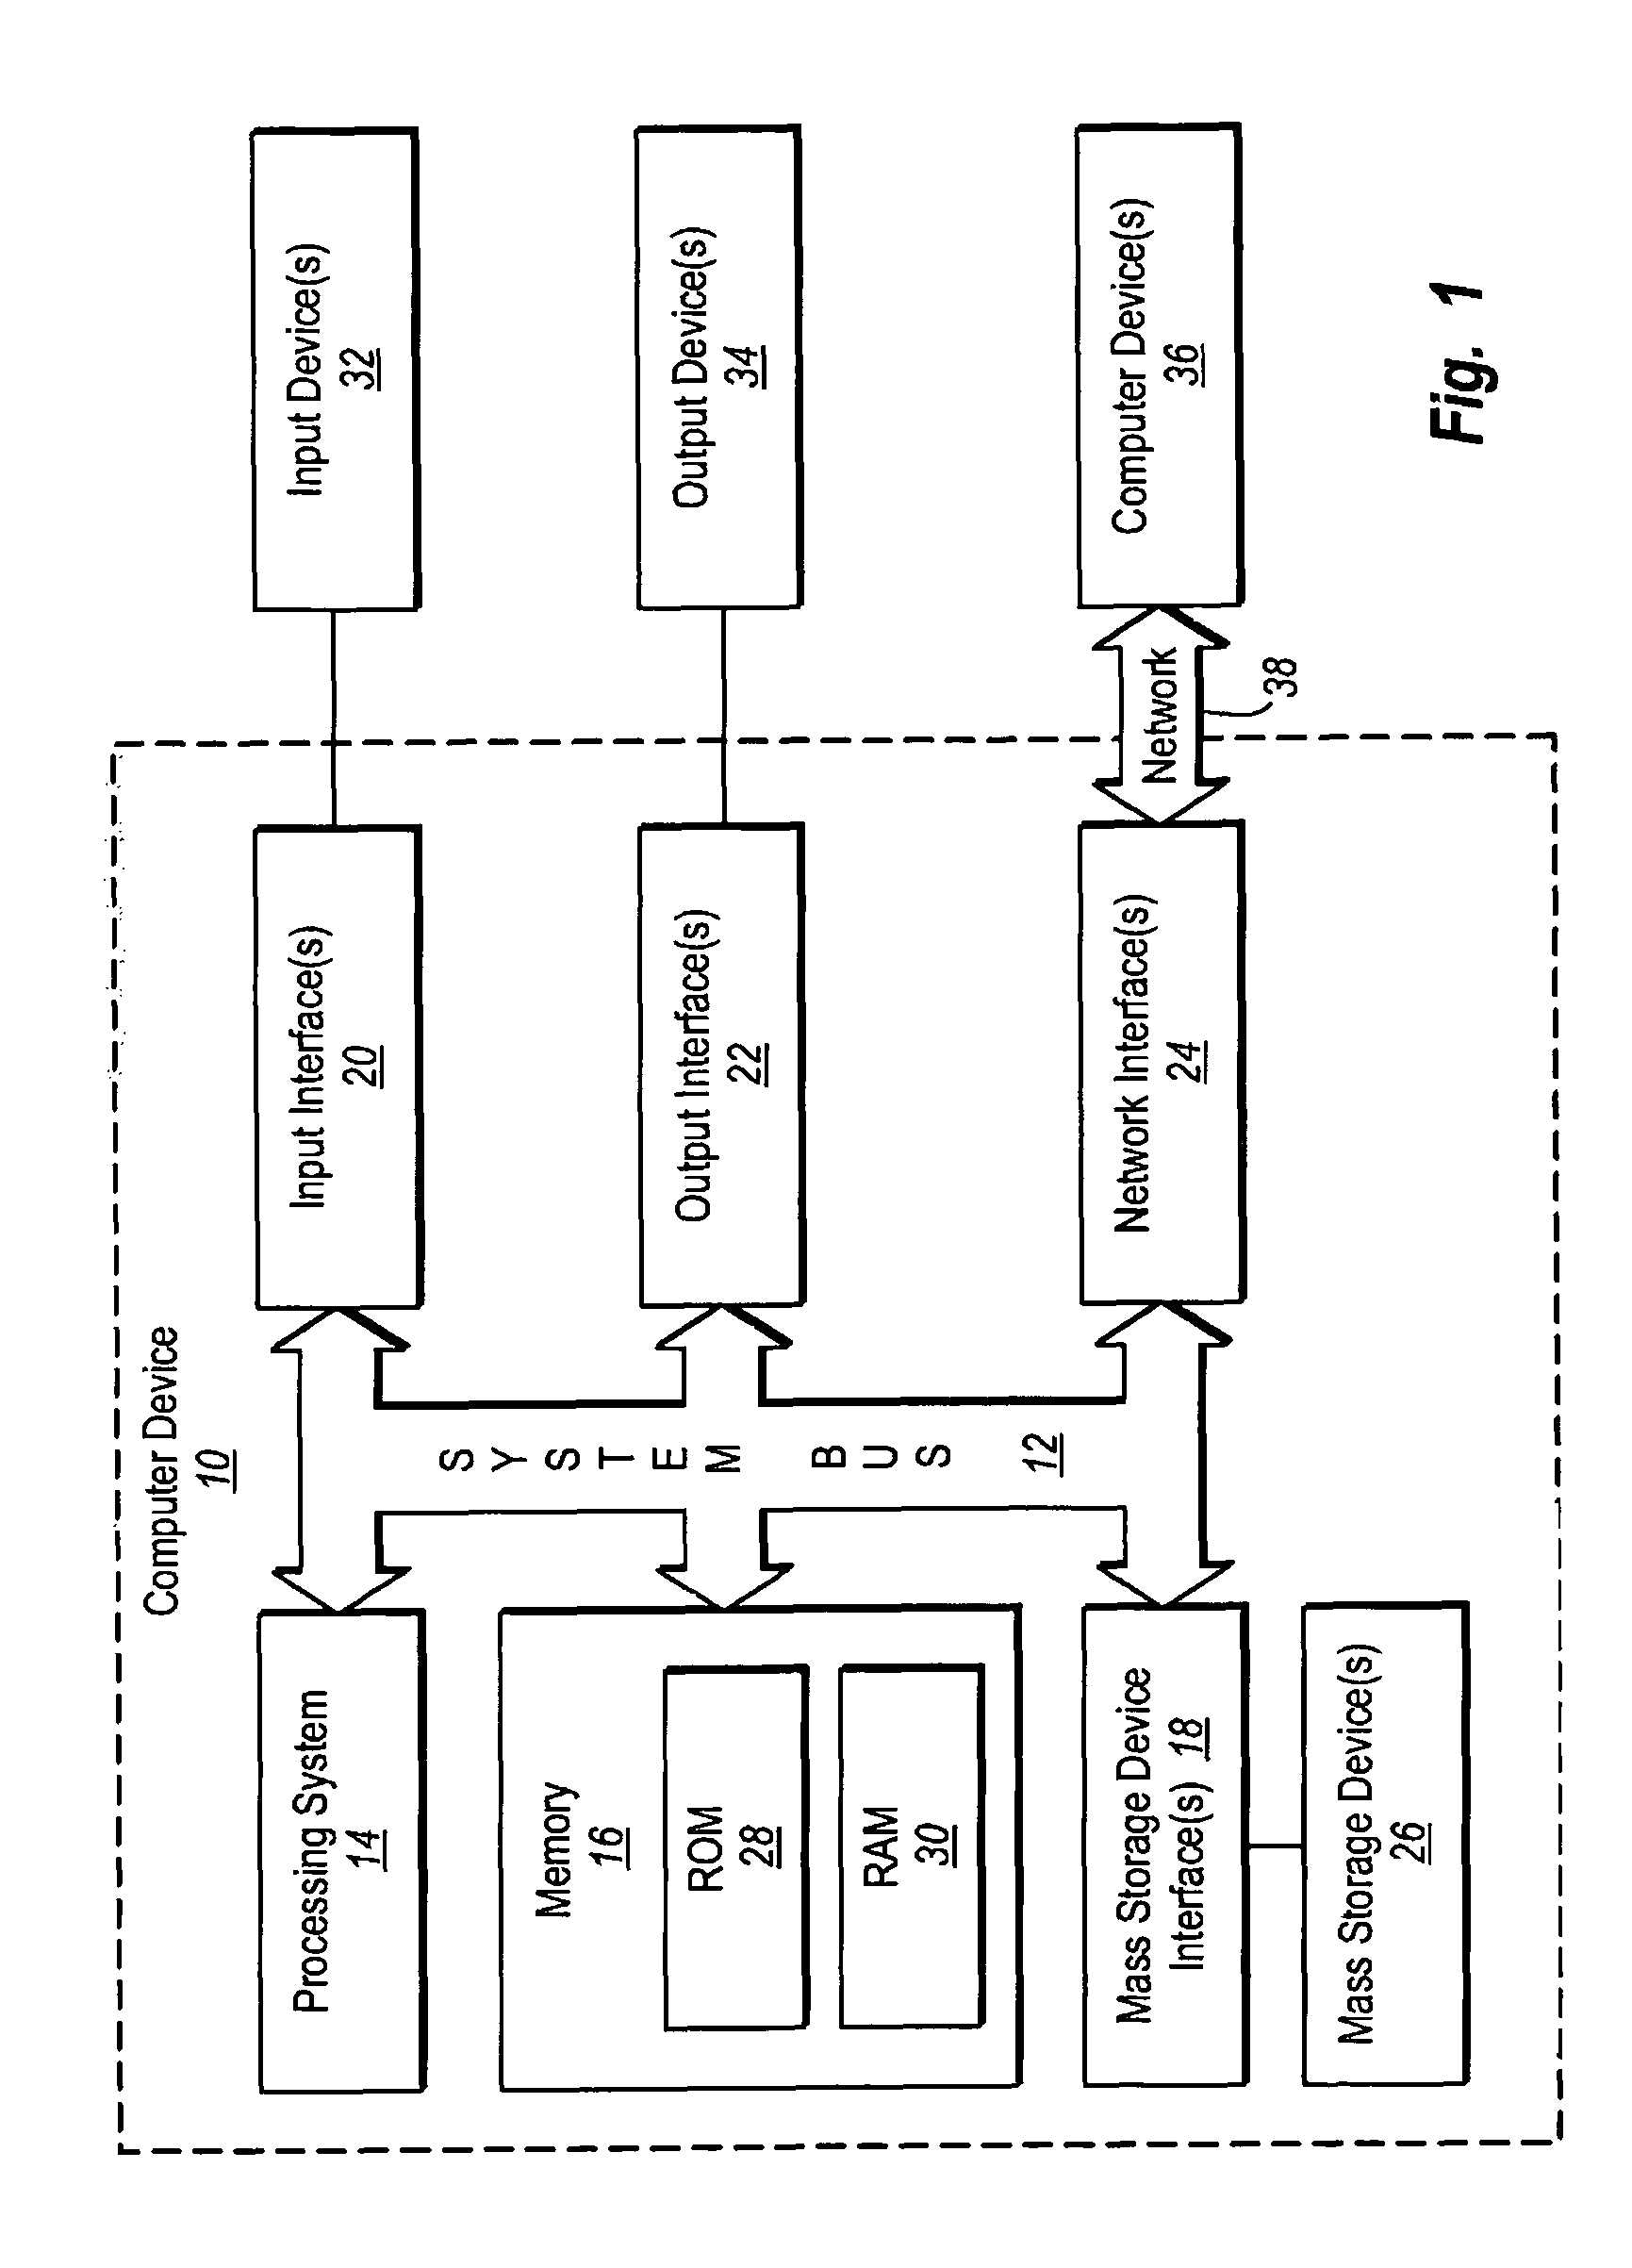 Computer Device
10
Processing System
14
Input Interface(s)
20
Input Device(s)
32
Memory
16
ROM
28
RAM
30
SYSTEM BUS
12
Output Interface(s)
22
Output Device(s)
34
Mass Storage Device
Interface(s) 18
Network Interface(s)
24
Network
38
Computer Device(s)
36
Mass Storage Device(s)
26
Fig. 1